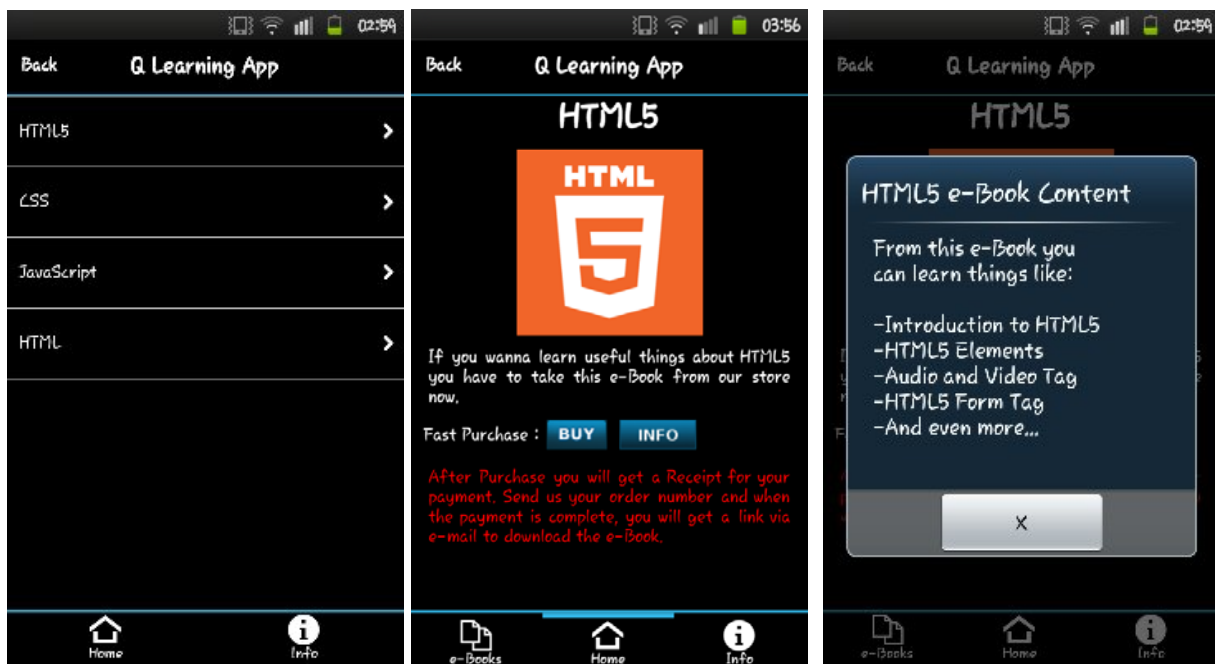 02:59
Back Q Learning App
HTML5
CSS
JavaScript
HTML
Home Info
03:56
Back Q Learning App
HTML5
HTML
5
If you wanna learn useful things about HTML5
you have to take this e-Book from our store
now.
Fast Purchase : BUY INFO
After Purchase you will get a Receipt for your
payment. Send us your order number and when
the payment is complete, you will get a link via
e-mail to download the e-Book.
e-Books Home Info
02:59
Back Q Learning App
HTML5
HTML5 e-Book Content
From this e-Book you
can learn things like:
-Introduction to HTML5
-HTML5 Elements
-Audio and Video Tag
-HTML5 Form Tag
-And even more...
X
e-Books Home Info